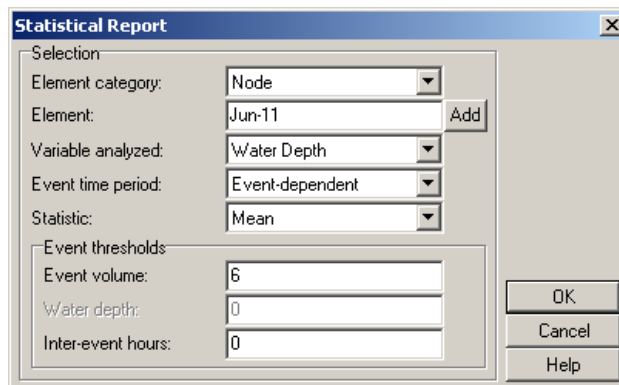 Statistical Report
Selection
Element category: Node
Element: Jun-11 Add
Variable analyzed: Water Depth
Event time period: Event-dependent
Statistic: Mean
Event thresholds
Event volume: 6
Water depth: 0
Inter-event hours: 0
OK
Cancel
Help